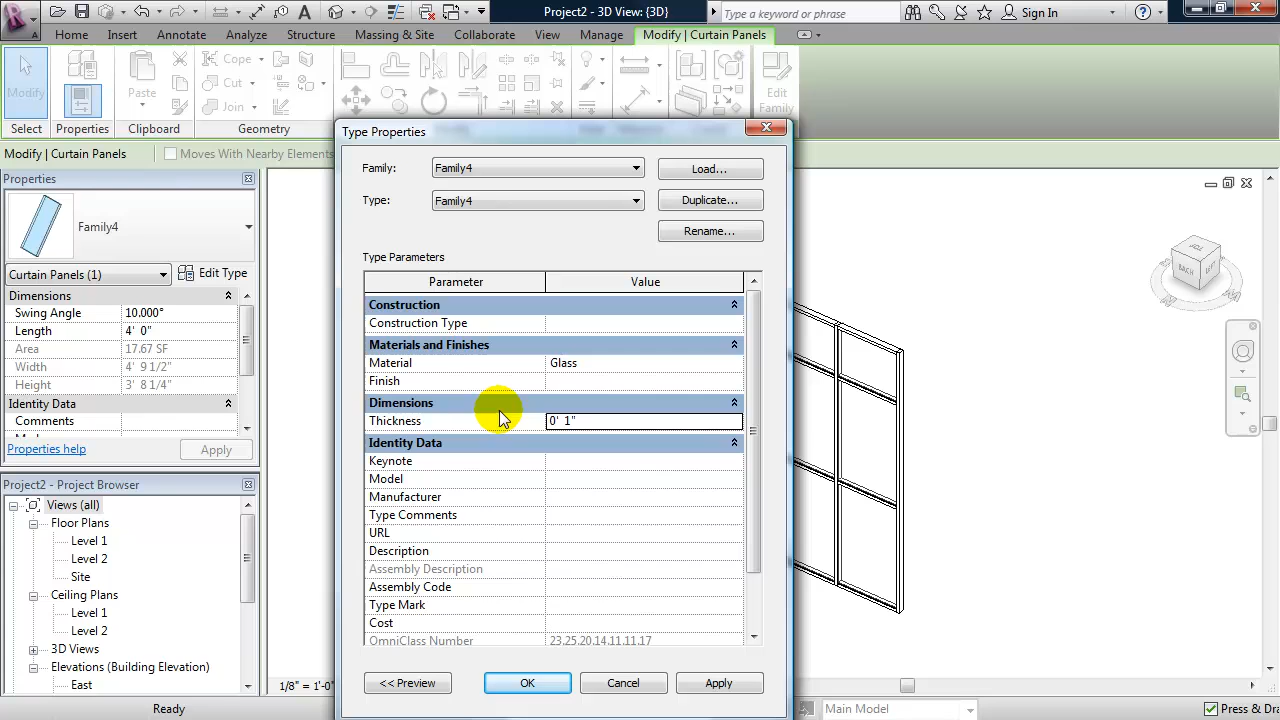 Project2 - 3D View: {3D}
Type a keyword or phrase
Sign In
Home
Insert
Annotate
Analyze
Structure
Massing & Site
Collaborate
View
Manage
Modify | Curtain Panels
Modify
Paste
Cope
Cut
Join
Edit
Family
Select
Properties
Clipboard
Geometry
Modify | Curtain Panels
Moves With Nearby Elements
Properties
Family4
Curtain Panels (1)
Edit Type
Dimensions
Swing Angle 10.000°
Length 4' 0"
Area 17.67 SF
Width 4' 9 1/2"
Height 3' 8 1/4"
Identity Data
Comments
Properties help
Apply
Project2 - Project Browser
Views (all)
Floor Plans
Level 1
Level 2
Site
Ceiling Plans
Level 1
Level 2
3D Views
Elevations (Building Elevation)
East
Ready
1/8" = 1'-0"
Type Properties
Family: Family4 Load...
Type: Family4 Duplicate...
Rename...
Type Parameters
Parameter Value
Construction
Construction Type
Materials and Finishes
Material Glass
Finish
Dimensions
Thickness 0' 1"
Identity Data
Keynote
Model
Manufacturer
Type Comments
URL
Description
Assembly Description
Assembly Code
Type Mark
Cost
OmniClass Number 23.25.20.14.11.11.17
<< Preview OK Cancel Apply
BACK LEFT
Main Model
Press & Dra